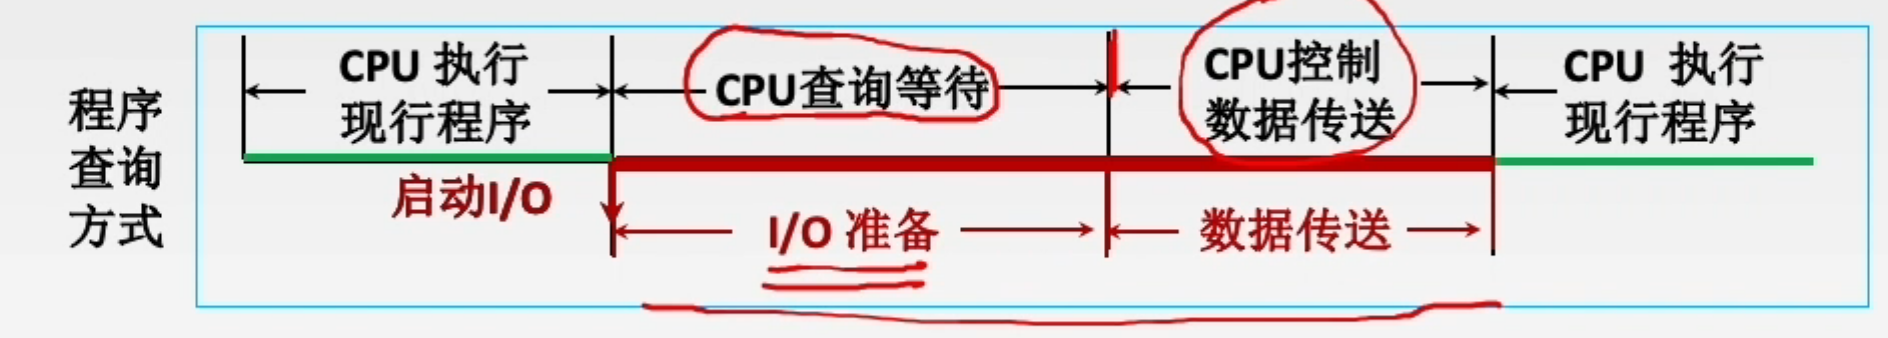 程序
查询
方式
CPU 执行
现行程序
CPU查询等待
CPU控制
数据传送
CPU 执行
现行程序
启动I/O
I/O 准备
数据传送